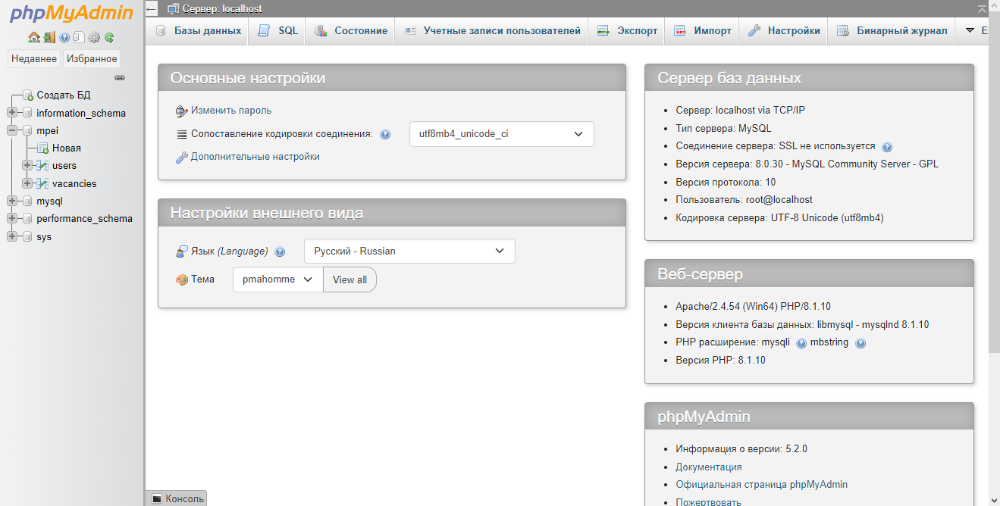 phpMyAdmin
Недавнее Избранное
Создать БД
information_schema
mpei
Новая
users
vacancies
mysql
performance_schema
sys
Сервер: localhost
Базы данных SQL Состояние Учетные записи пользователей Экспорт Импорт Настройки Бинарный журнал
Основные настройки
Изменить пароль
Сопоставление кодировки соединения: utf8mb4_unicode_ci
Дополнительные настройки
Настройки внешнего вида
Язык (Language) Русский - Russian
Тема pmahomme View all
Сервер баз данных
Сервер: localhost via TCP/IP
Тип сервера: MySQL
Соединение сервера: SSL не используется
Версия сервера: 8.0.30 - MySQL Community Server - GPL
Версия протокола: 10
Пользователь: root@localhost
Кодировка сервера: UTF-8 Unicode (utf8mb4)
Веб-сервер
Apache/2.4.54 (Win64) PHP/8.1.10
Версия клиента базы данных: libmysql - mysqlnd 8.1.10
PHP расширение: mysqli mbstring
Версия PHP: 8.1.10
phpMyAdmin
Информация о версии: 5.2.0
Документация
Официальная страница phpMyAdmin
Пожертвовать
Консоль